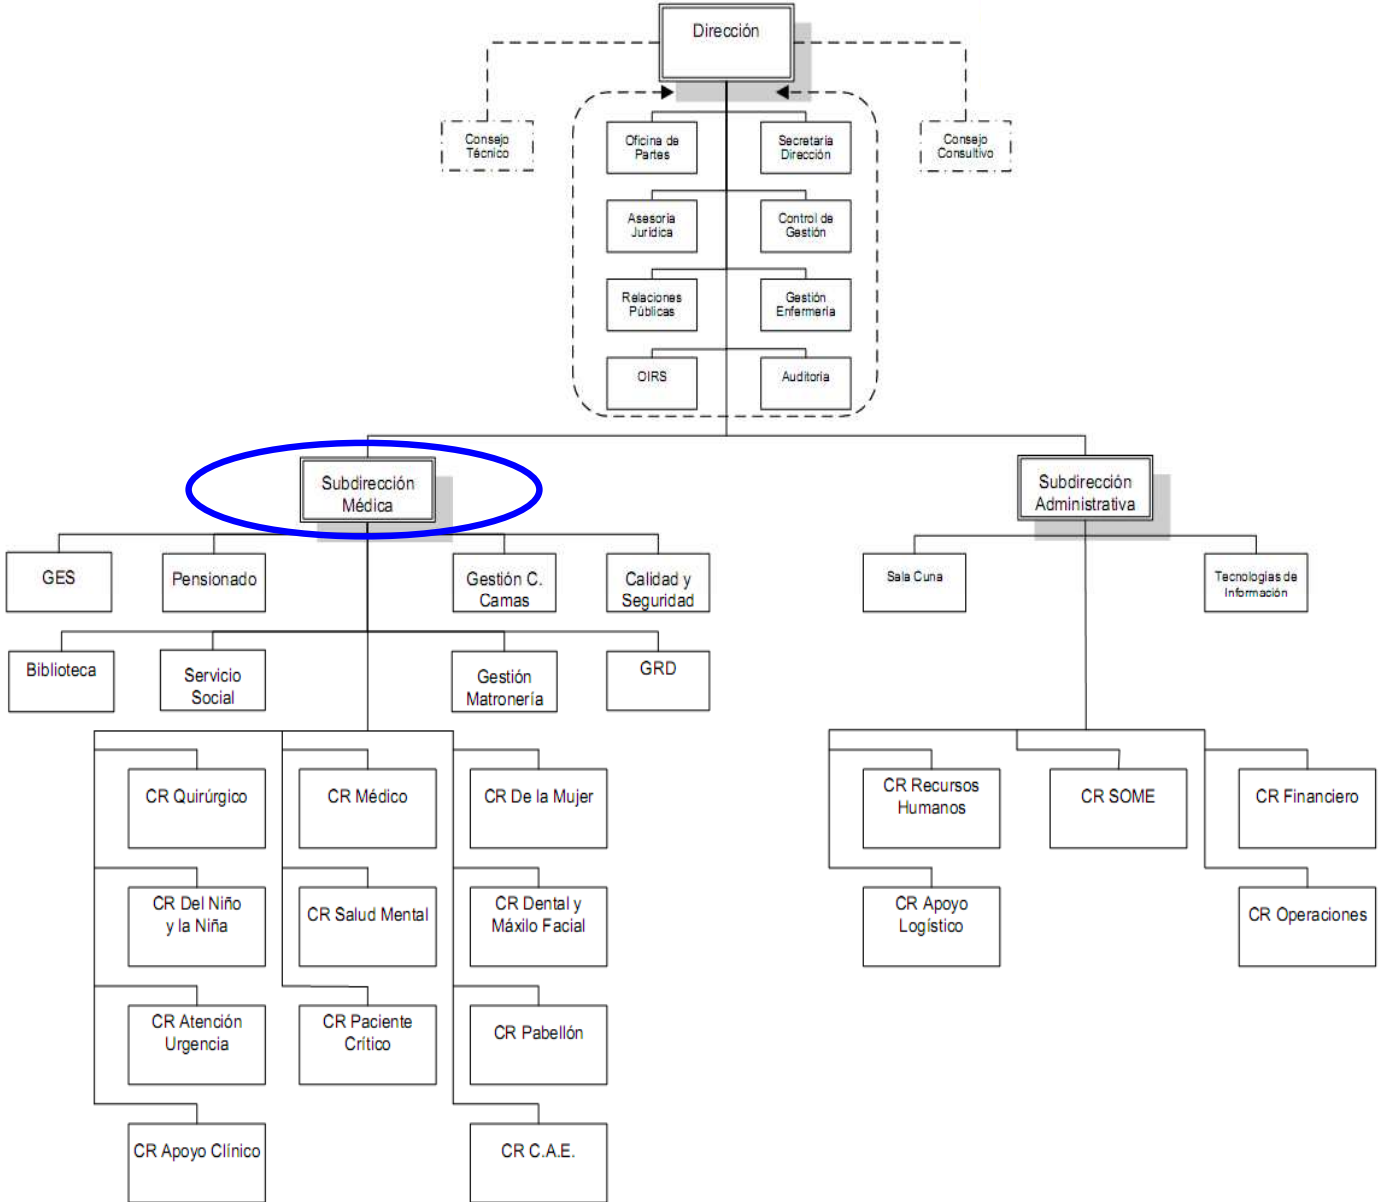 Dirección
Consejo
Técnico
Oficina de
Partes
Secretaría
Dirección
Consejo
Consultivo
Asesoría
Jurídica
Control de
Gestión
Relaciones
Públicas
Gestión
Enfermería
OIRS
Auditoría
Subdirección
Médica
Subdirección
Administrativa
GES
Pensionado
Gestión C.
Camas
Calidad y
Seguridad
Sala Cuna
Tecnologías de
Información
Biblioteca
Servicio
Social
Gestión
Matronería
GRD
CR Quirúrgico
CR Médico
CR De la Mujer
CR Recursos
Humanos
CR SOME
CR Financiero
CR Del Niño
y la Niña
CR Salud Mental
CR Dental y
Máxilo Facial
CR Apoyo
Logístico
CR Operaciones
CR Atención
Urgencia
CR Paciente
Crítico
CR Pabellón
CR Apoyo Clínico
CR C.A.E.